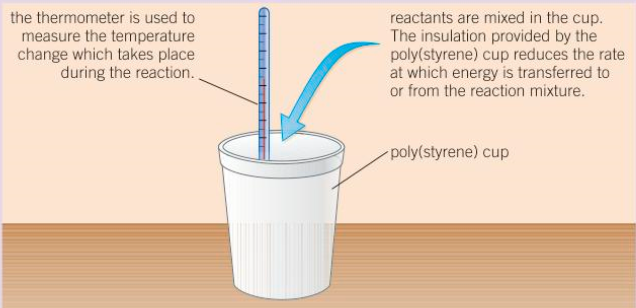 the thermometer is used to
measure the temperature
change which takes place
during the reaction.
reactants are mixed in the cup.
The insulation provided by the
poly(styrene) cup reduces the rate
at which energy is transferred to
or from the reaction mixture.
poly(styrene) cup